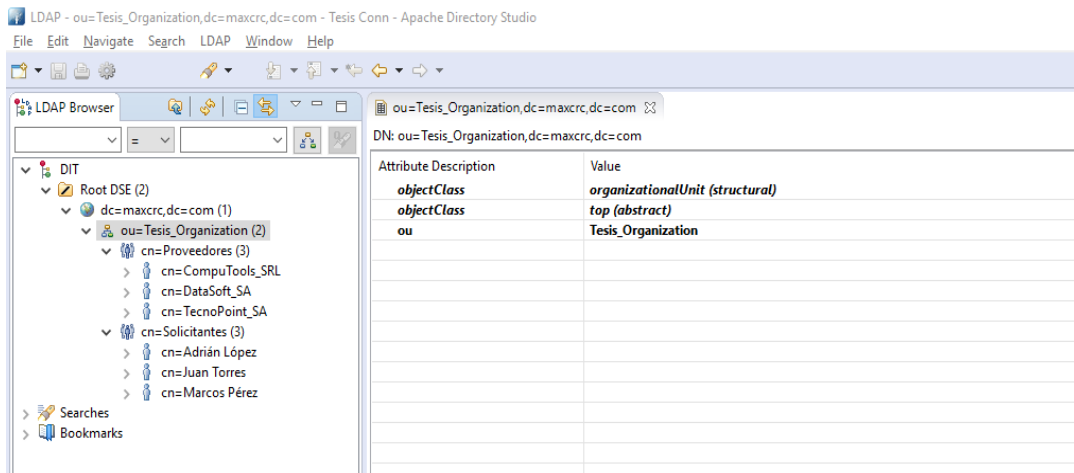 LDAP - ou=Tesis_Organization,dc=maxcrc,dc=com - Tesis Conn - Apache Directory Studio
File Edit Navigate Search LDAP Window Help
LDAP Browser
=
DIT
Root DSE (2)
dc=maxcrc,dc=com (1)
ou=Tesis_Organization (2)
cn=Proveedores (3)
cn=CompuTools_SRL
cn=DataSoft_SA
cn=TecnoPoint_SA
cn=Solicitantes (3)
cn=Adrián López
cn=Juan Torres
cn=Marcos Pérez
Searches
Bookmarks
ou=Tesis_Organization,dc=maxcrc,dc=com
DN: ou=Tesis_Organization,dc=maxcrc,dc=com
Attribute Description Value
objectClass organizationalUnit (structural)
objectClass top (abstract)
ou Tesis_Organization